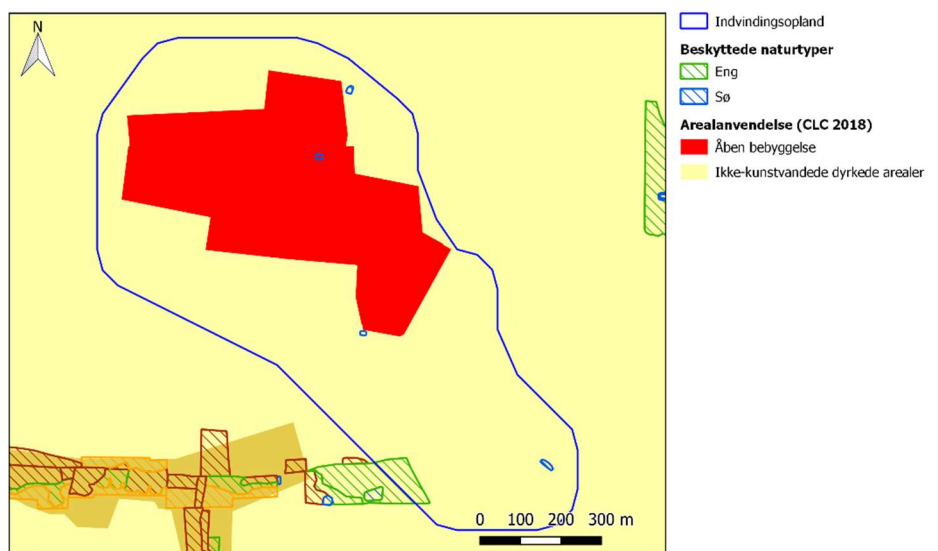 N
Indvindingsopland
Beskyttede naturtyper
Eng
Sø
Arealanvendelse (CLC 2018)
Åben bebyggelse
Ikke-kunstvandede dyrkede arealer
0 100 200 300 m